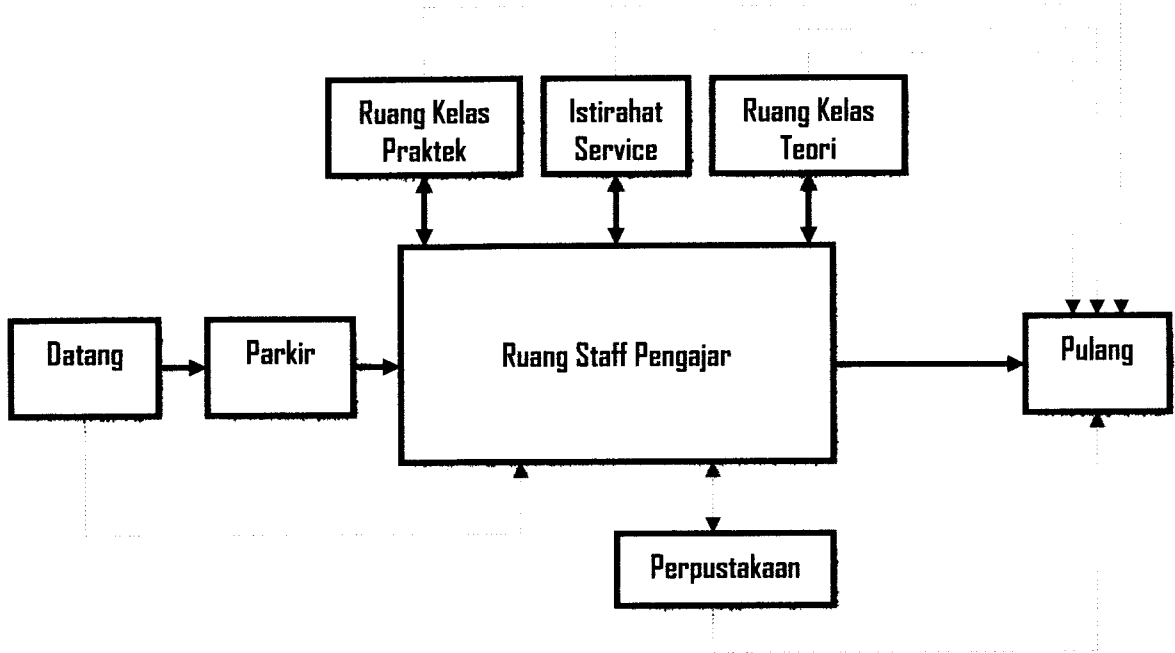 Ruang Kelas
Praktek
Istirahat
Service
Ruang Kelas
Teori
Datang
Parkir
Ruang Staff Pengajar
Pulang
Perpustakaan